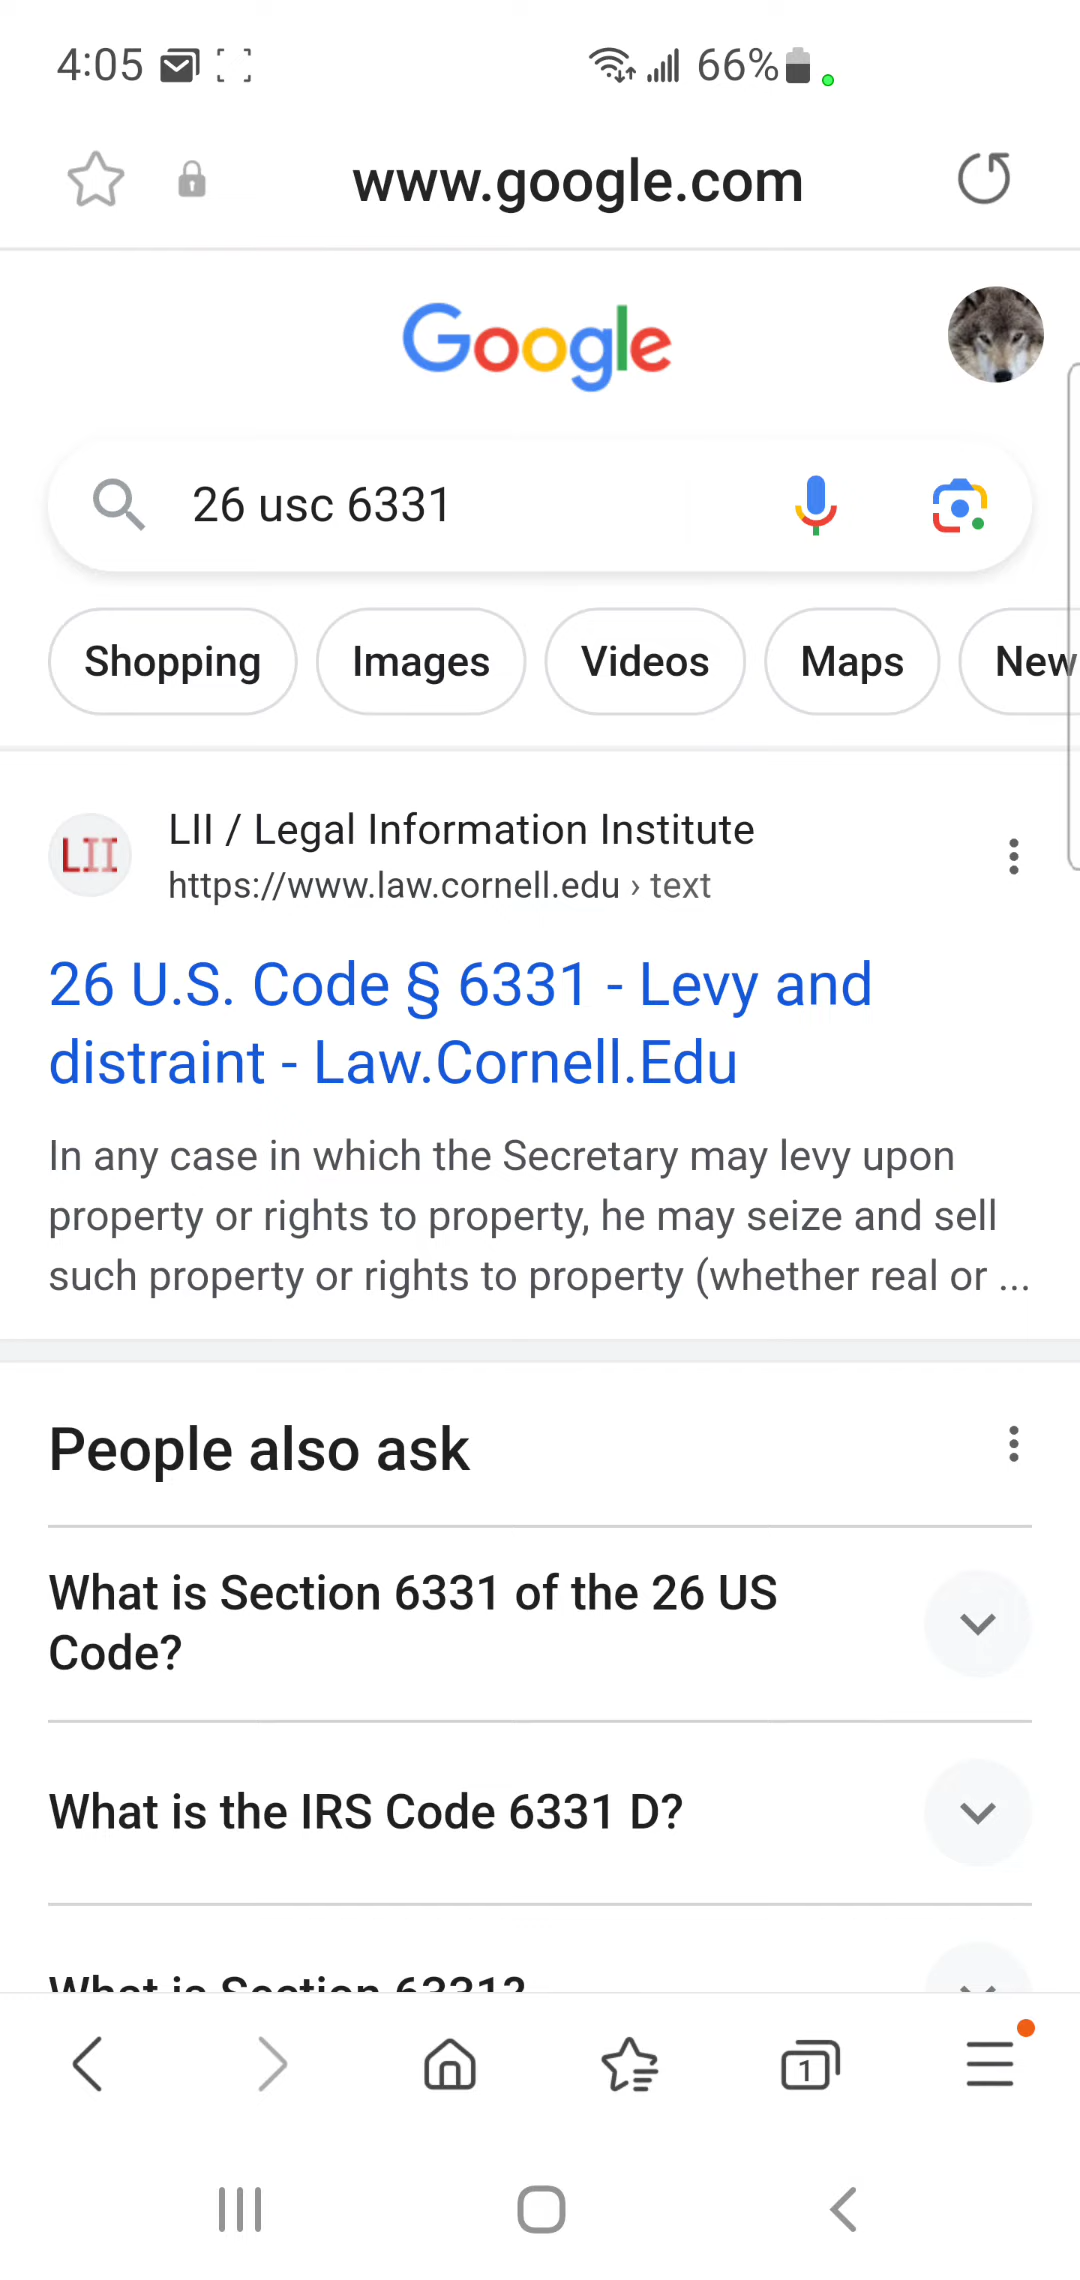 4:05
66%
www.google.com
Google
26 usc 6331
Shopping
Images
Videos
Maps
New
LII
LII / Legal Information Institute
https://www.law.cornell.edu › text
26 U.S. Code § 6331 - Levy and
distraint - Law.Cornell.Edu
In any case in which the Secretary may levy upon
property or rights to property, he may seize and sell
such property or rights to property (whether real or ...
People also ask
What is Section 6331 of the 26 US
Code?
What is the IRS Code 6331 D?
What is Section 6331?
1